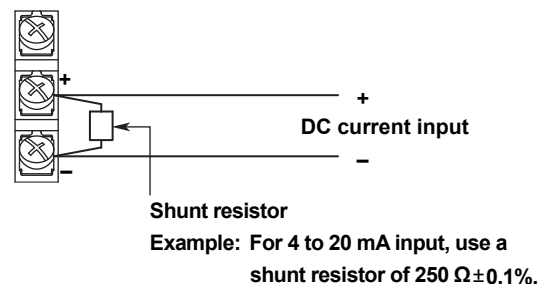 +
+
DC current input
−
−
Shunt resistor
Example: For 4 to 20 mA input, use a
shunt resistor of 250 Ω±0.1%.